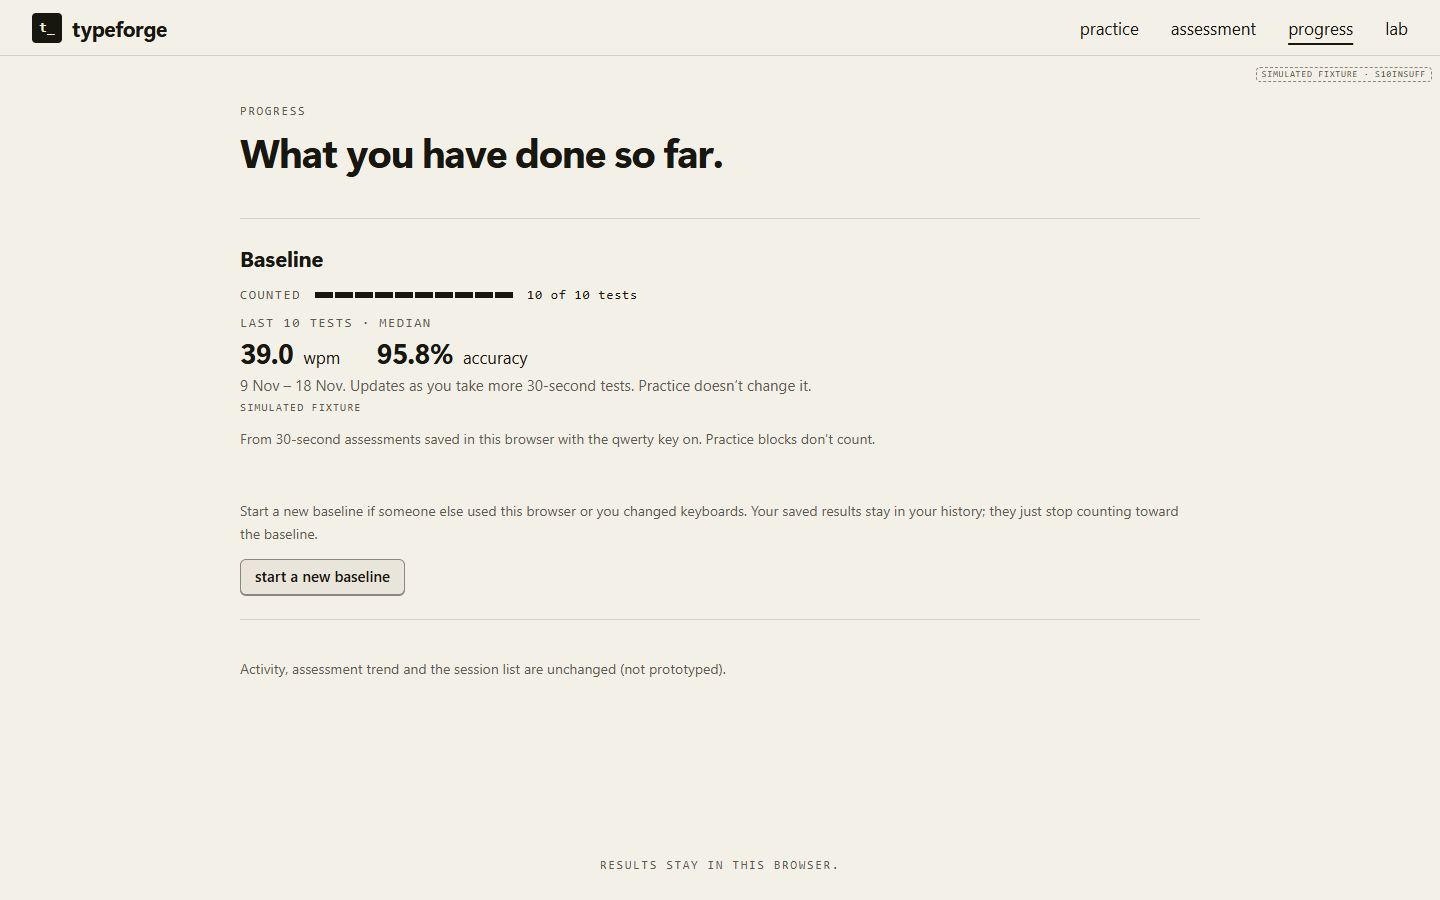 t_ typeforge
practice assessment progress lab
SIMULATED FIXTURE · S10INSUFF
PROGRESS
What you have done so far.
Baseline
COUNTED 10 of 10 tests
LAST 10 TESTS · MEDIAN
39.0 wpm 95.8% accuracy
9 Nov – 18 Nov. Updates as you take more 30-second tests. Practice doesn’t change it.
SIMULATED FIXTURE
From 30-second assessments saved in this browser with the qwerty key on. Practice blocks don’t count.
Start a new baseline if someone else used this browser or you changed keyboards. Your saved results stay in your history; they just stop counting toward
the baseline.
start a new baseline
Activity, assessment trend and the session list are unchanged (not prototyped).
RESULTS STAY IN THIS BROWSER.